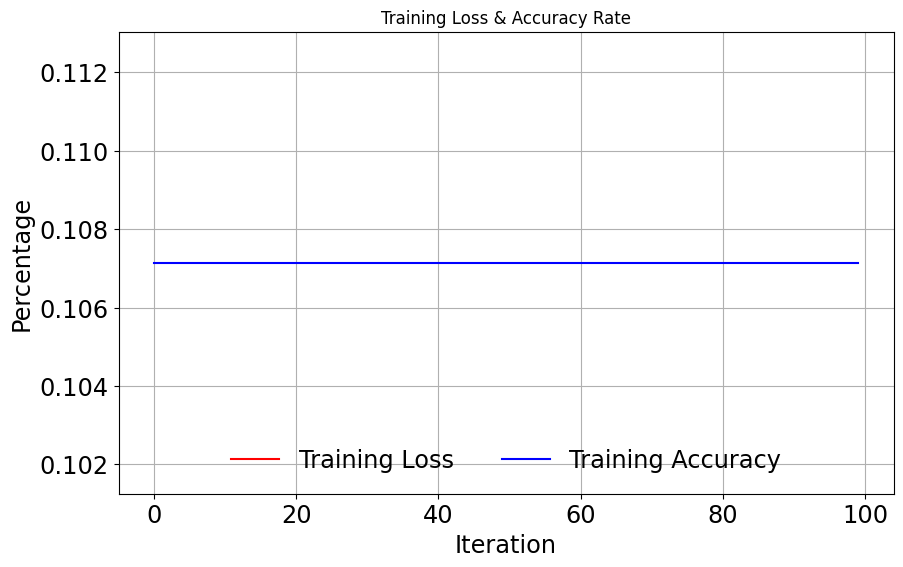 Training Loss & Accuracy Rate
Percentage
0.112
0.110
0.108
0.106
0.104
0.102
Training Loss Training Accuracy
0 20 40 60 80 100
Iteration